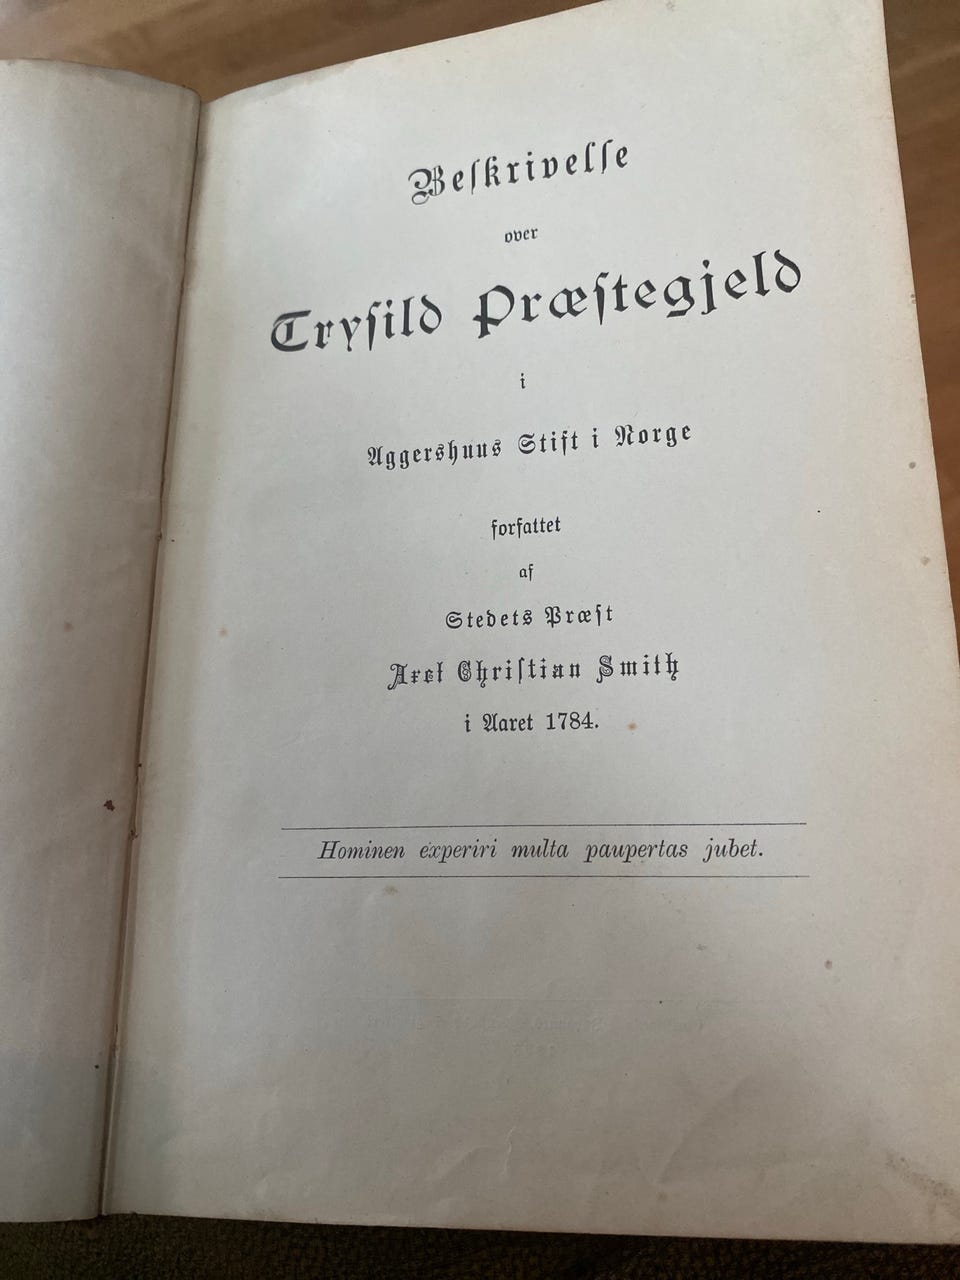 Beſkrivelſe
over
Tryſild Præſtegjeld
i
Aggershuus Stift i Norge
forfattet
af
Stedets Præſt
Axel Chriſtian Smith
i Aaret 1784.
Hominen experiri multa paupertas jubet.